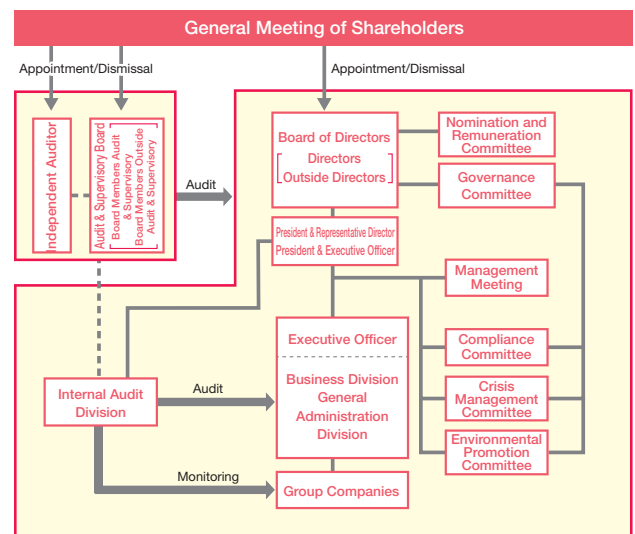 General Meeting of Shareholders
Appointment/Dismissal
Appointment/Dismissal
Independent Auditor
Audit & Supervisory Board
Board Members Audit
& Supervisory
Board Members Outside
Audit & Supervisory
Audit
Board of Directors
Directors
Outside Directors
Nomination and
Remuneration
Committee
Governance
Committee
President & Representative Director
President & Executive Officer
Management
Meeting
Executive Officer
Compliance
Committee
Business Division
General
Administration
Division
Internal Audit
Division
Audit
Crisis
Management
Committee
Environmental
Promotion
Committee
Monitoring
Group Companies